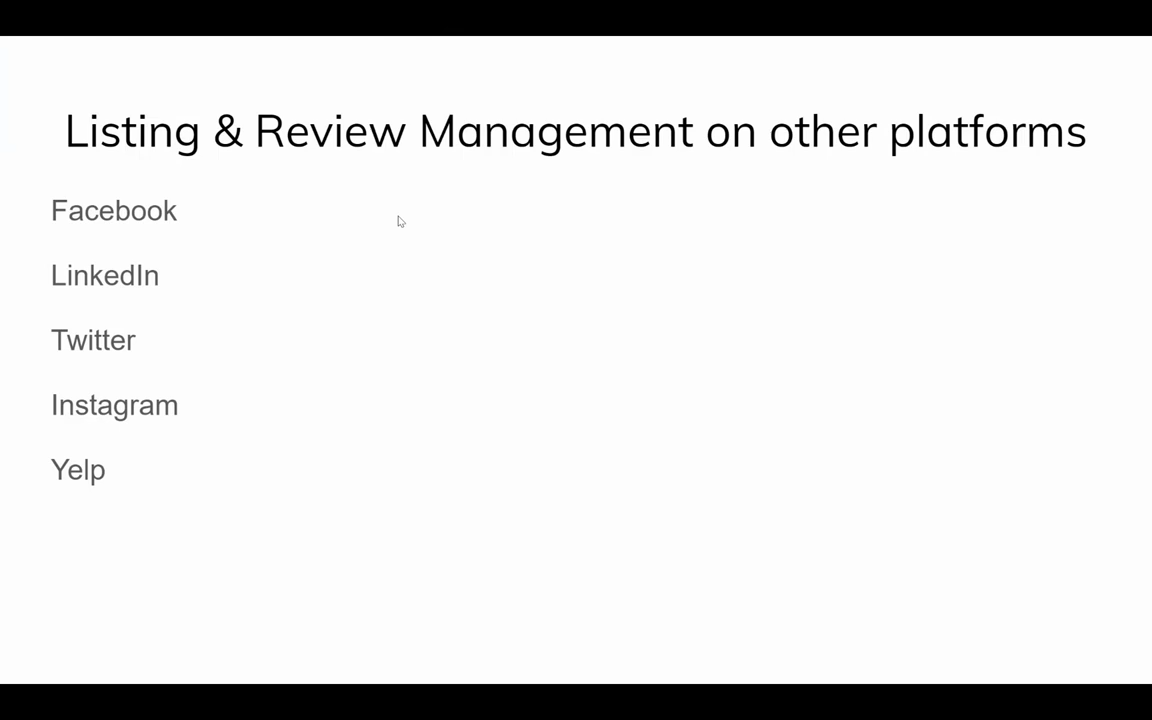 Listing & Review Management on other platforms
Facebook
LinkedIn
Twitter
Instagram
Yelp